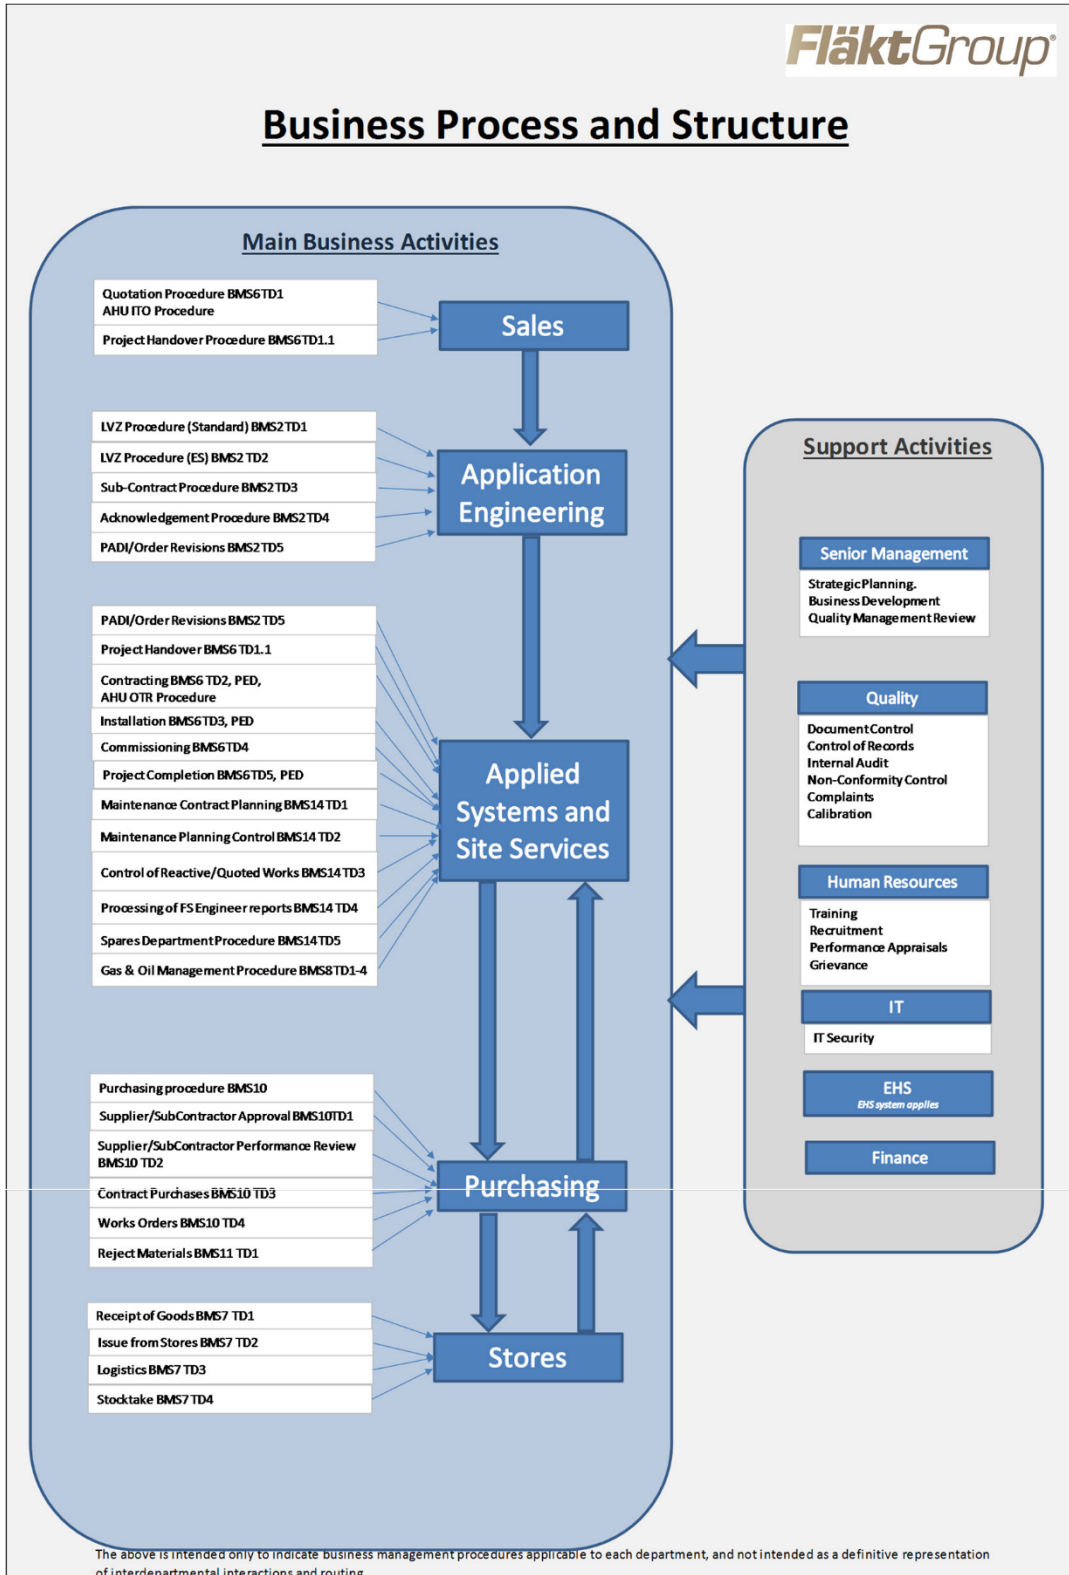 FläktGroup®
Business Process and Structure
Main Business Activities
Quotation Procedure BMS6TD1
AHU ITO Procedure
Project Handover Procedure BMS6TD1.1
Sales
LVZ Procedure (Standard) BMS2TD1
LVZ Procedure (ES) BMS2 TD2
Sub-Contract Procedure BMS2TD3
Acknowledgement Procedure BMS2TD4
PADI/Order Revisions BMS2TD5
Application
Engineering
PADI/Order Revisions BMS2 TD5
Project Handover BMS6 TD1.1
Contracting BMS6 TD2, PED,
AHU OTR Procedure
Installation BMS6TD3, PED
Commissioning BMS6TD4
Project Completion BMS6TD5, PED
Maintenance Contract Planning BMS14 TD1
Maintenance Planning Control BMS14 TD2
Control of Reactive/Quoted Works BMS14 TD3
Processing of FS Engineer reports BMS14 TD4
Spares Department Procedure BMS14TD5
Gas & Oil Management Procedure BMS8TD1-4
Applied
Systems and
Site Services
Purchasing procedure BMS10
Supplier/SubContractor Approval BMS10TD1
Supplier/SubContractor Performance Review
BMS10 TD2
Contract Purchases BMS10 TD3
Works Orders BMS10 TD4
Reject Materials BMS11 TD1
Purchasing
Receipt of Goods BMS7 TD1
Issue from Stores BMS7 TD2
Logistics BMS7 TD3
Stocktake BMS7 TD4
Stores
Support Activities
Senior Management
Strategic Planning.
Business Development
Quality Management Review
Quality
Document Control
Control of Records
Internal Audit
Non-Conformity Control
Complaints
Calibration
Human Resources
Training
Recruitment
Performance Appraisals
Grievance
IT
IT Security
EHS
EHS system applies
Finance
The above is intended only to indicate business management procedures applicable to each department, and not intended as a definitive representation
of interdepartmental interactions and routing